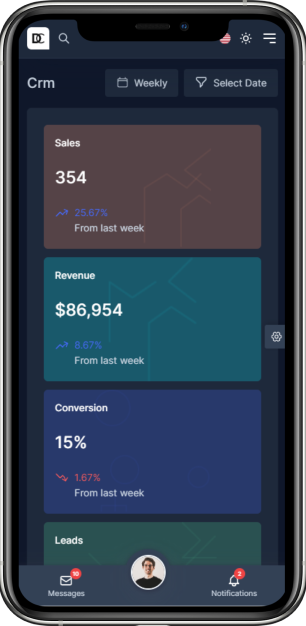 DC
Crm
Weekly
Select Date
Sales
354
25.67%
From last week
Revenue
$86,954
8.67%
From last week
Conversion
15%
1.67%
From last week
Leads
10
Messages
2
Notifications